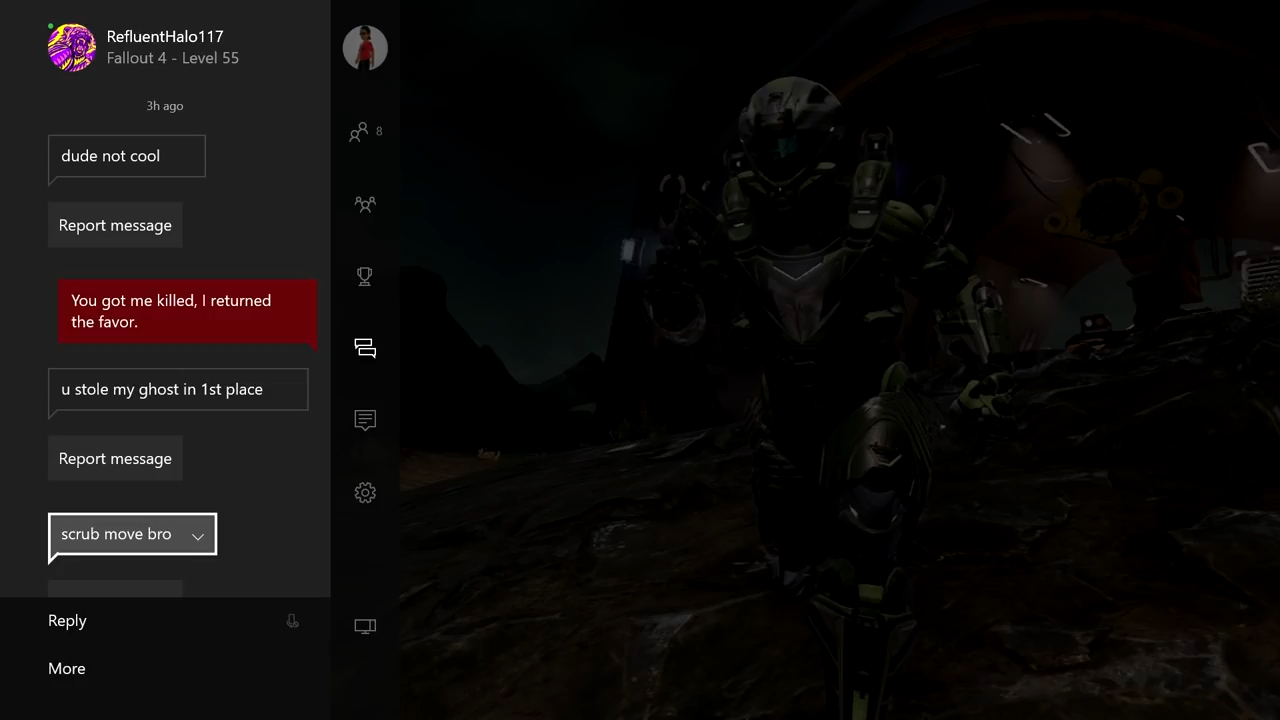 RefluentHalo117
Fallout 4 - Level 55
3h ago
dude not cool
Report message
You got me killed, I returned
the favor.
u stole my ghost in 1st place
Report message
scrub move bro
Reply
More
8